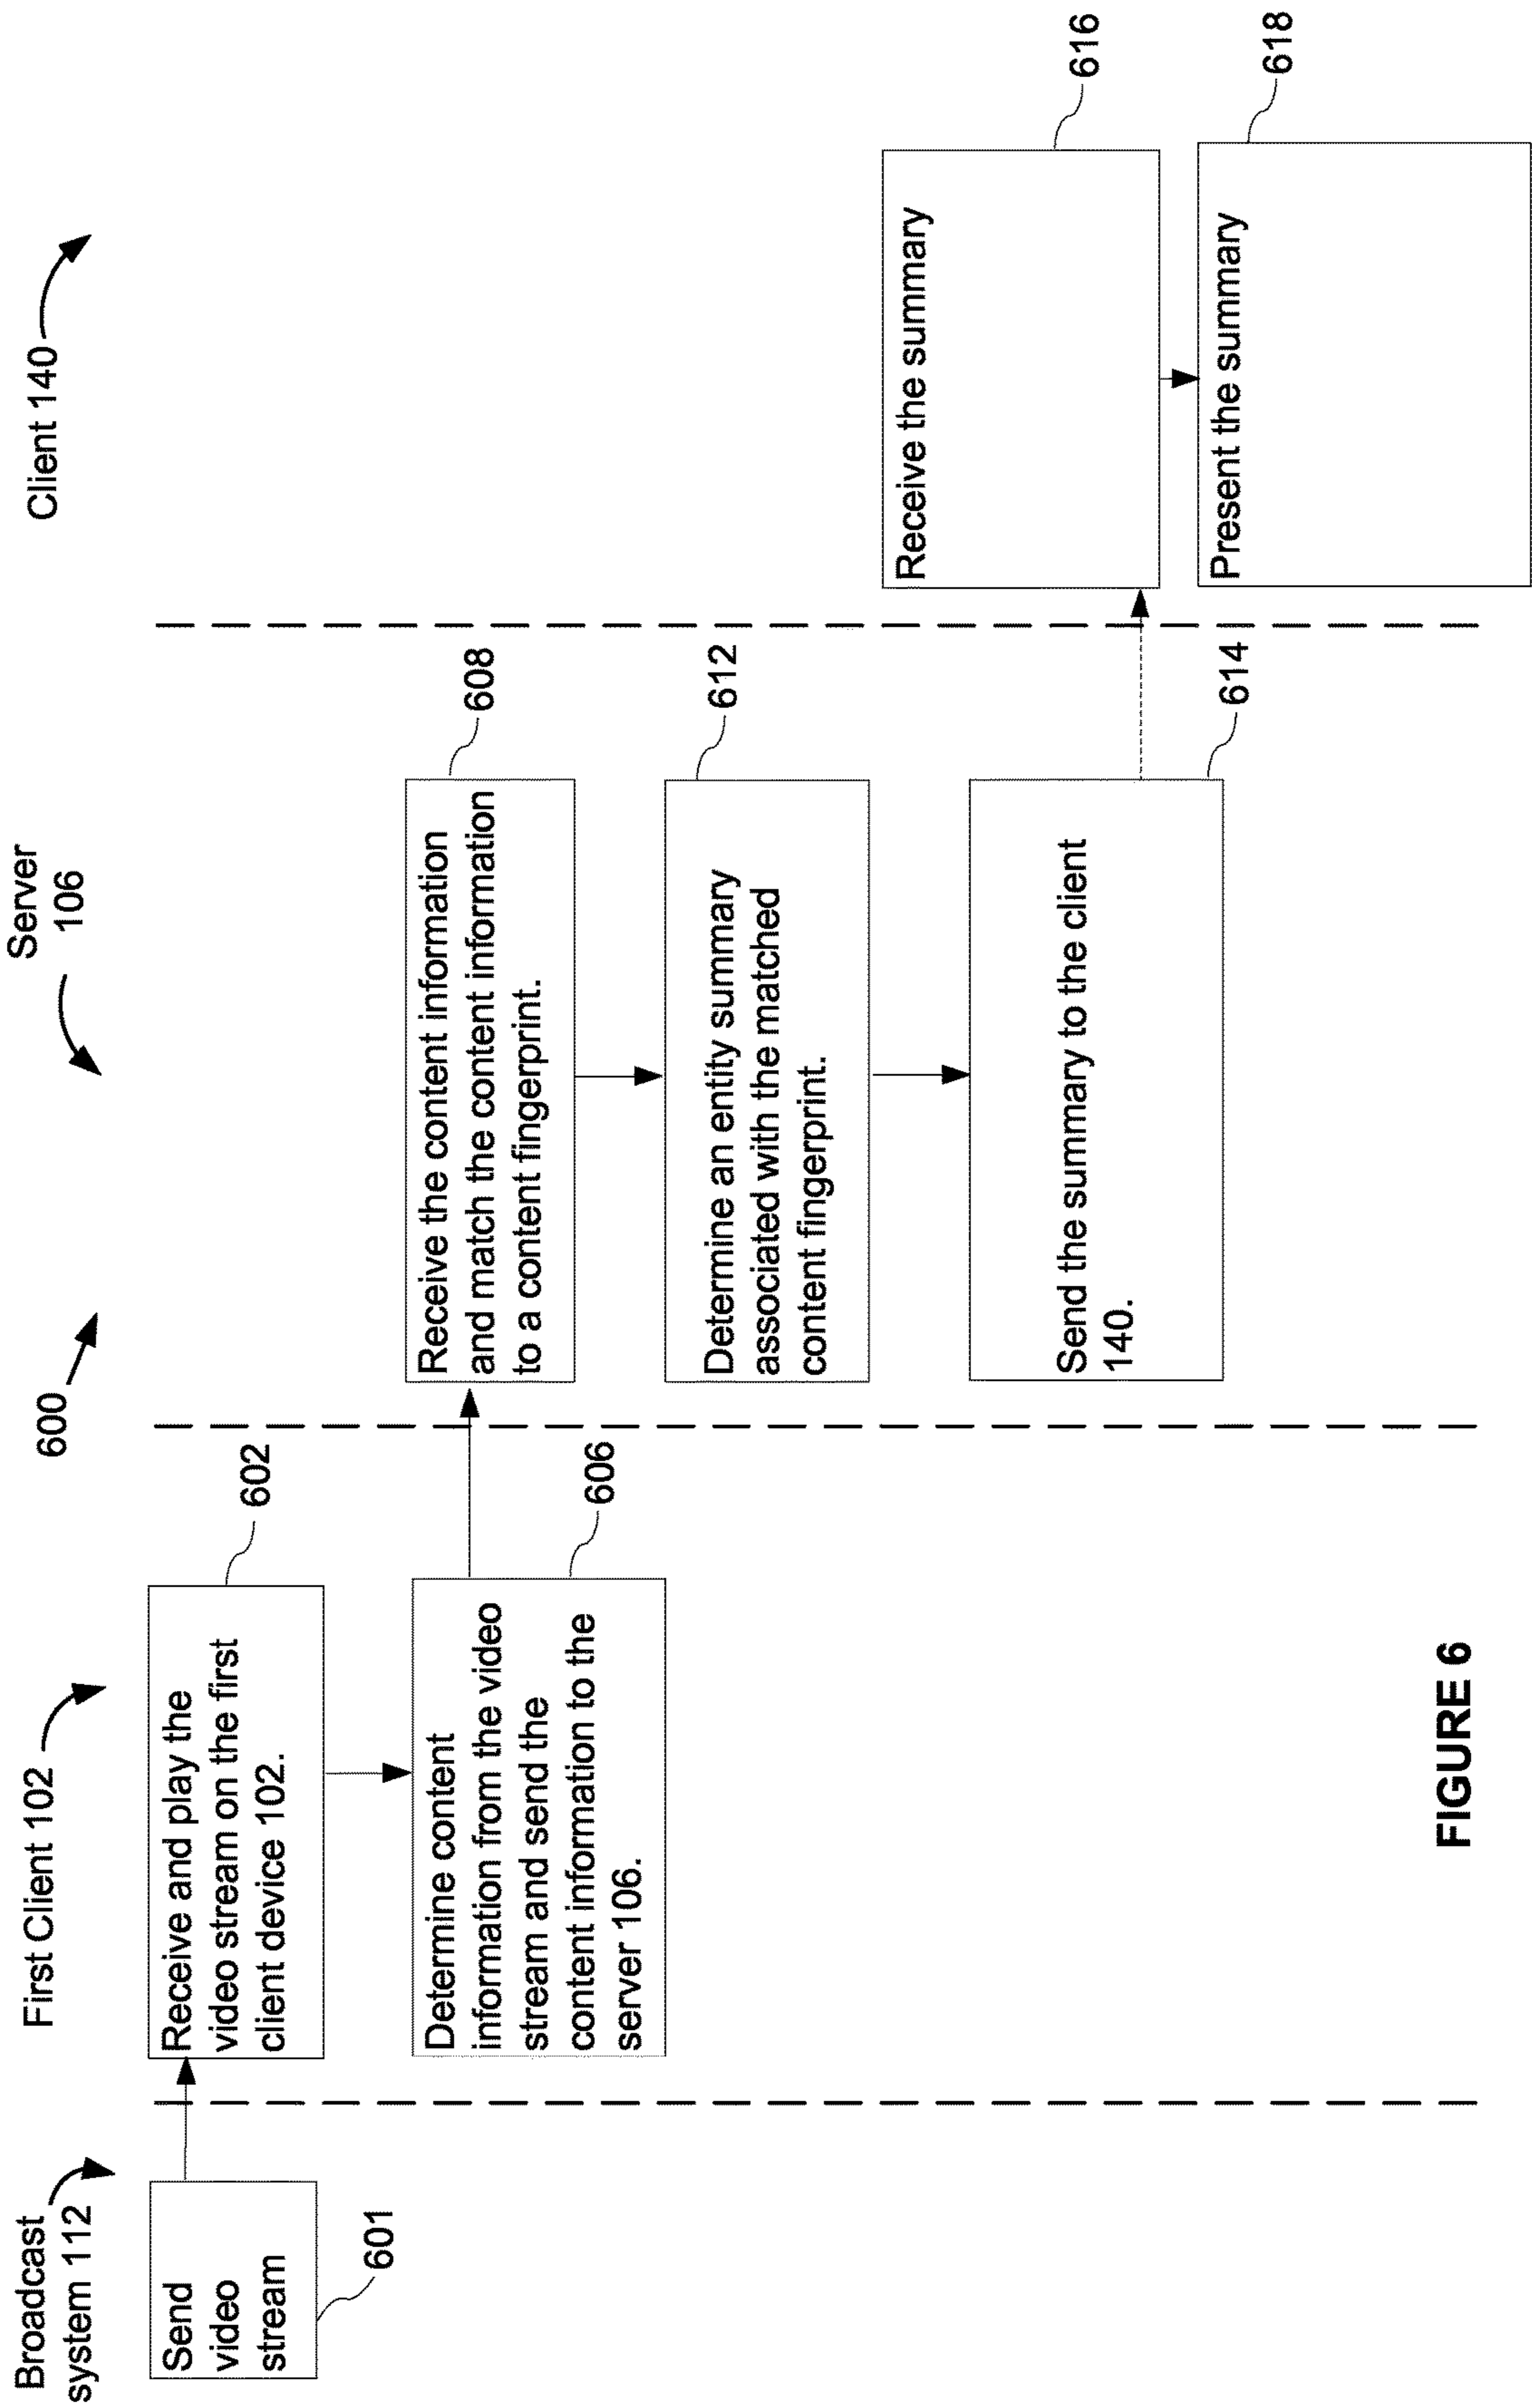 600
Broadcast
system 112
First Client 102
Server
106
Client 140
Send
video
stream
601
Receive and play the
video stream on the first
client device 102.
602
Determine content
information from the video
stream and send the
content information to the
server 106.
606
Receive the content information
and match the content information
to a content fingerprint.
608
Determine an entity summary
associated with the matched
content fingerprint.
612
Send the summary to the client
140.
614
Receive the summary
616
Present the summary
618
FIGURE 6